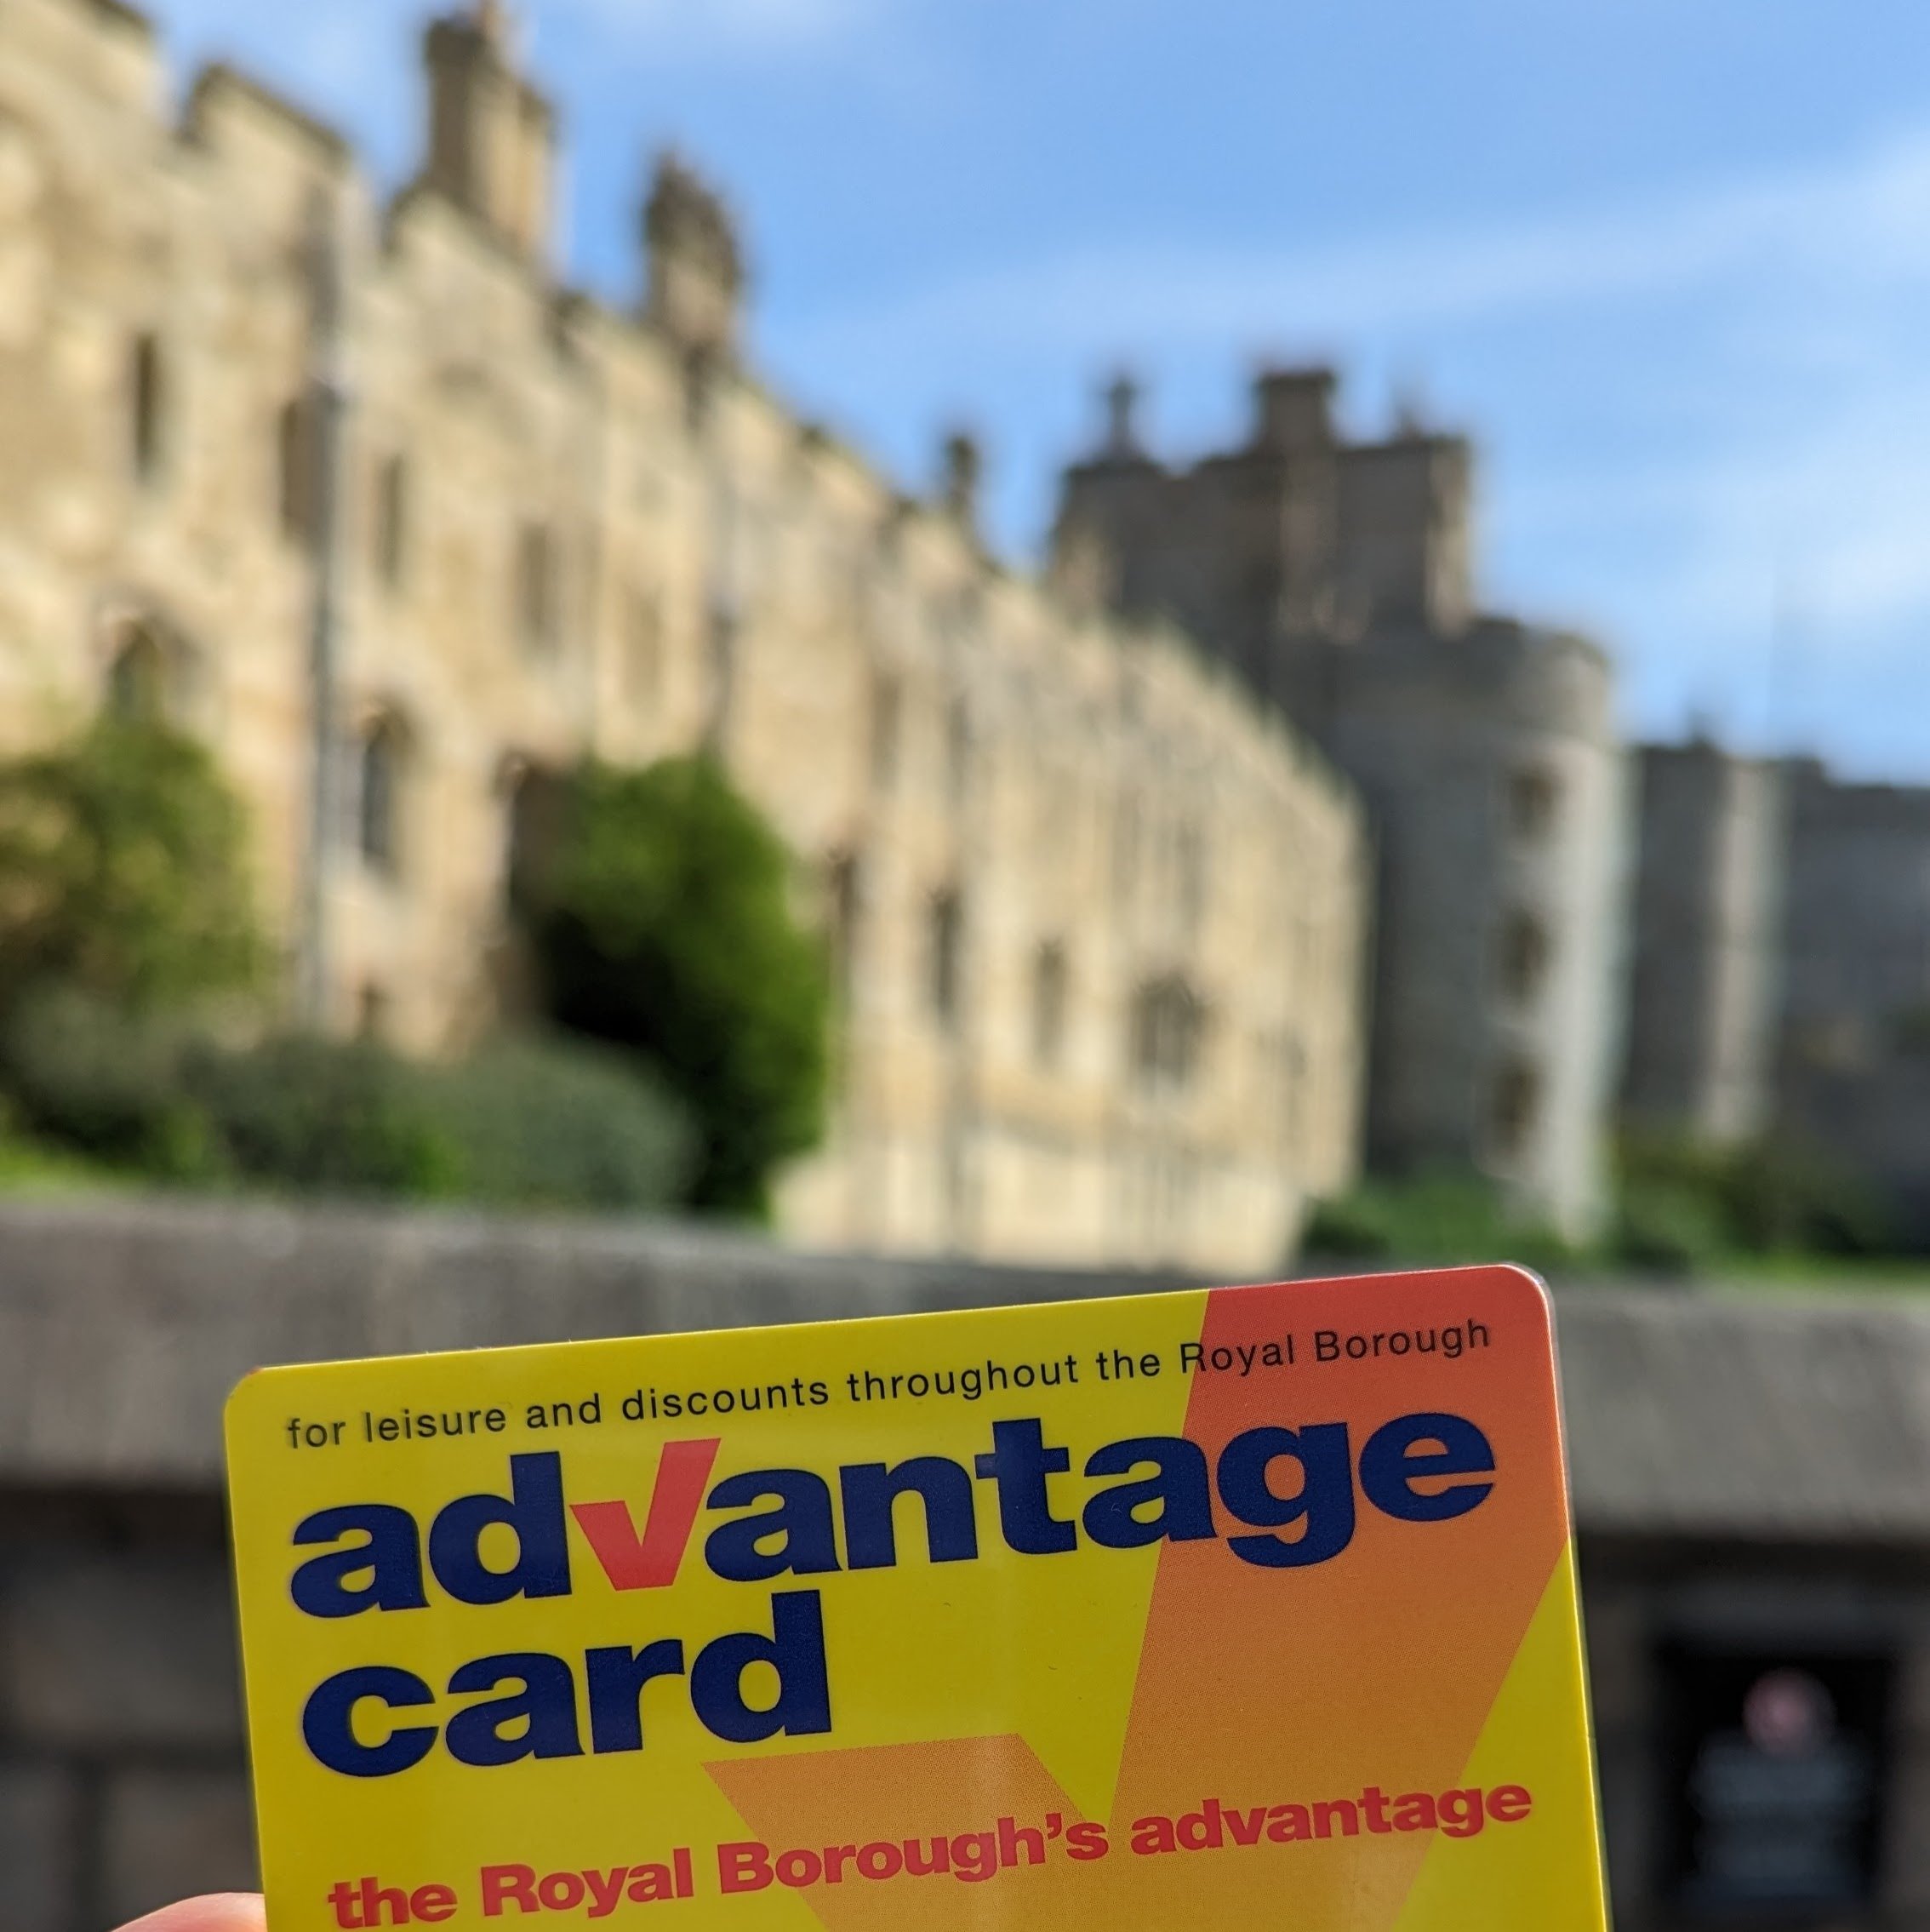 for leisure and discounts throughout the Royal Borough
advantage
card
the Royal Borough's advantage